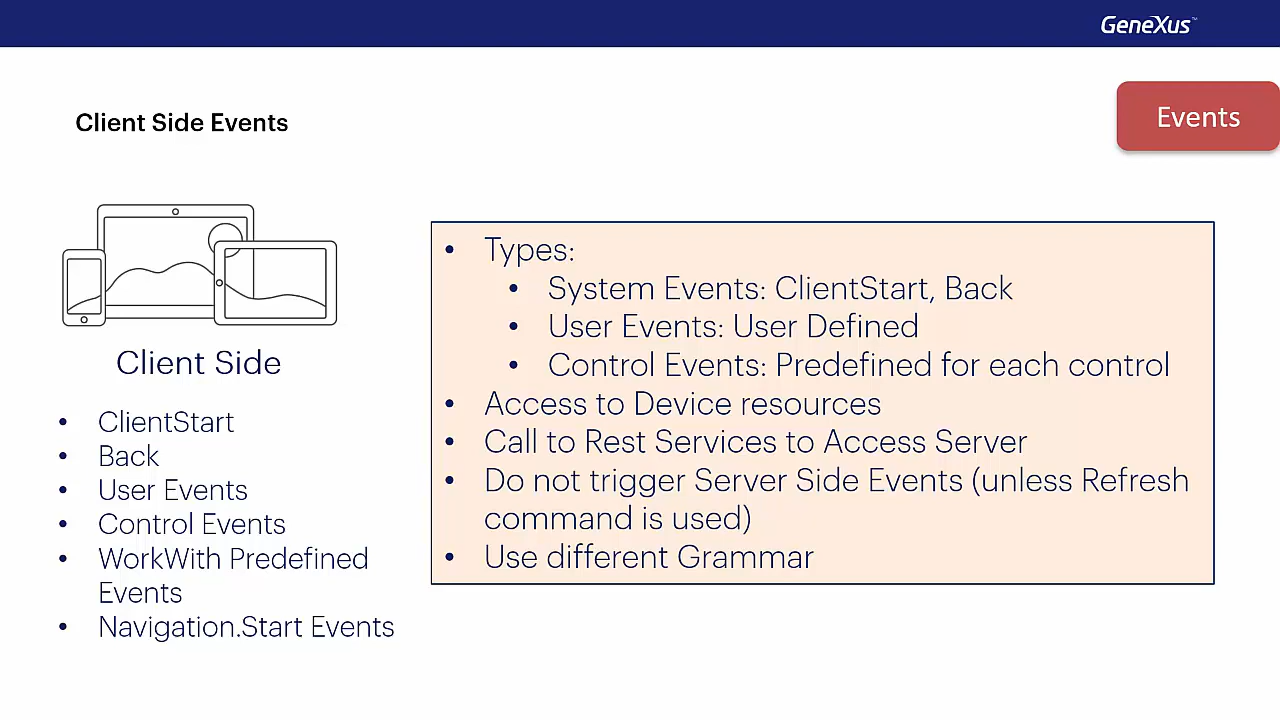 GeneXus™
Events
Client Side Events
Client Side
• ClientStart
• Back
• User Events
• Control Events
• WorkWith Predefined
Events
• Navigation.Start Events
• Types:
• System Events: ClientStart, Back
• User Events: User Defined
• Control Events: Predefined for each control
• Access to Device resources
• Call to Rest Services to Access Server
• Do not trigger Server Side Events (unless Refresh
command is used)
• Use different Grammar